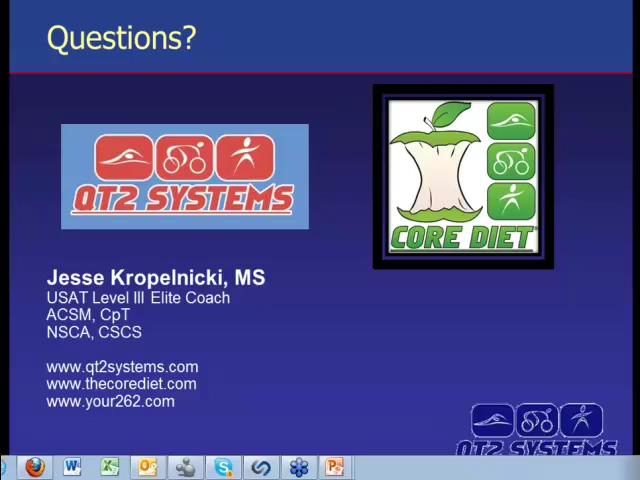 Questions?
QT2 SYSTEMS
CORE DIET
Jesse Kropelnicki, MS
USAT Level III Elite Coach
ACSM, CpT
NSCA, CSCS
www.qt2systems.com
www.thecorediet.com
www.your262.com
QT2 SYSTEMS